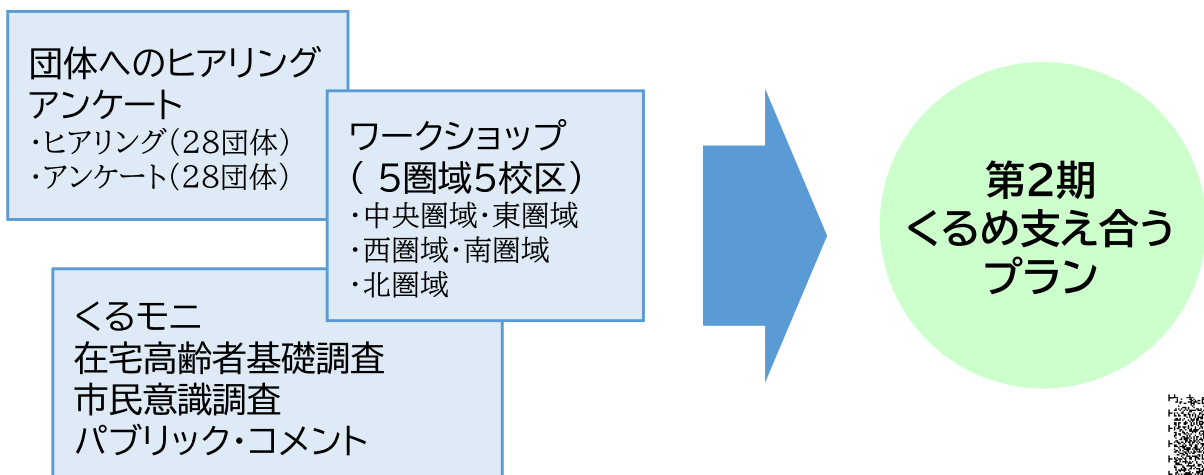 団体へのヒアリング
アンケート
・ヒアリング（28団体）
・アンケート（28団体）
ワークショップ
（ 5圏域5校区）
・中央圏域・東圏域
・西圏域・南圏域
・北圏域
くるモニ
在宅高齢者基礎調査
市民意識調査
パブリック・コメント
第2期
くるめ支え合う
プラン